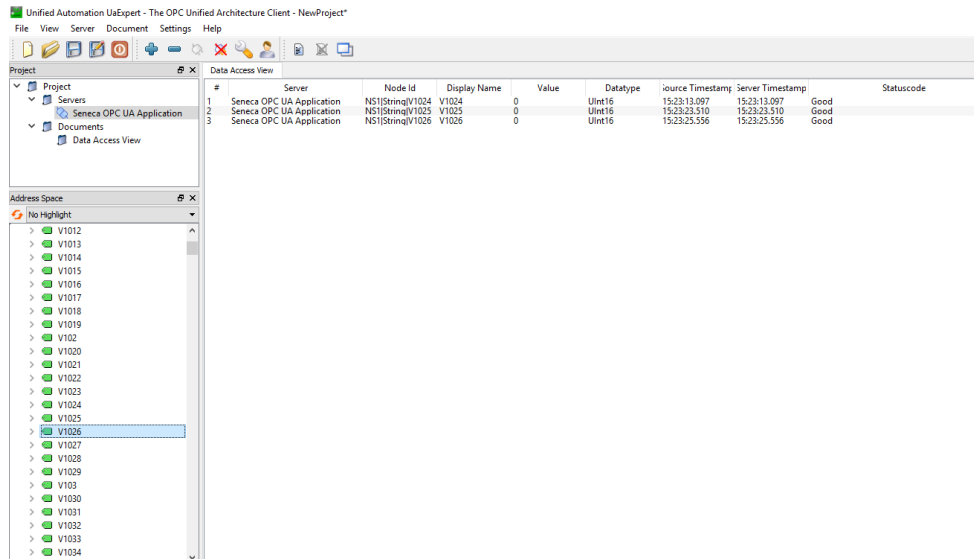 Unified Automation UaExpert - The OPC Unified Architecture Client - NewProject*
File View Server Document Settings Help
Project
Project
Servers
Seneca OPC UA Application
Documents
Data Access View
Address Space
No Highlight
V1012
V1013
V1014
V1015
V1016
V1017
V1018
V1019
V102
V1020
V1021
V1022
V1023
V1024
V1025
V1026
V1027
V1028
V1029
V103
V1030
V1031
V1032
V1033
V1034
Data Access View
# Server Node Id Display Name Value Datatype Source Timestamp Server Timestamp Statuscode
1 Seneca OPC UA Application NS1|String|V1024 V1024 0 UInt16 15:23:13.097 15:23:13.097 Good
2 Seneca OPC UA Application NS1|String|V1025 V1025 0 UInt16 15:23:23.510 15:23:23.510 Good
3 Seneca OPC UA Application NS1|String|V1026 V1026 0 UInt16 15:23:25.556 15:23:25.556 Good